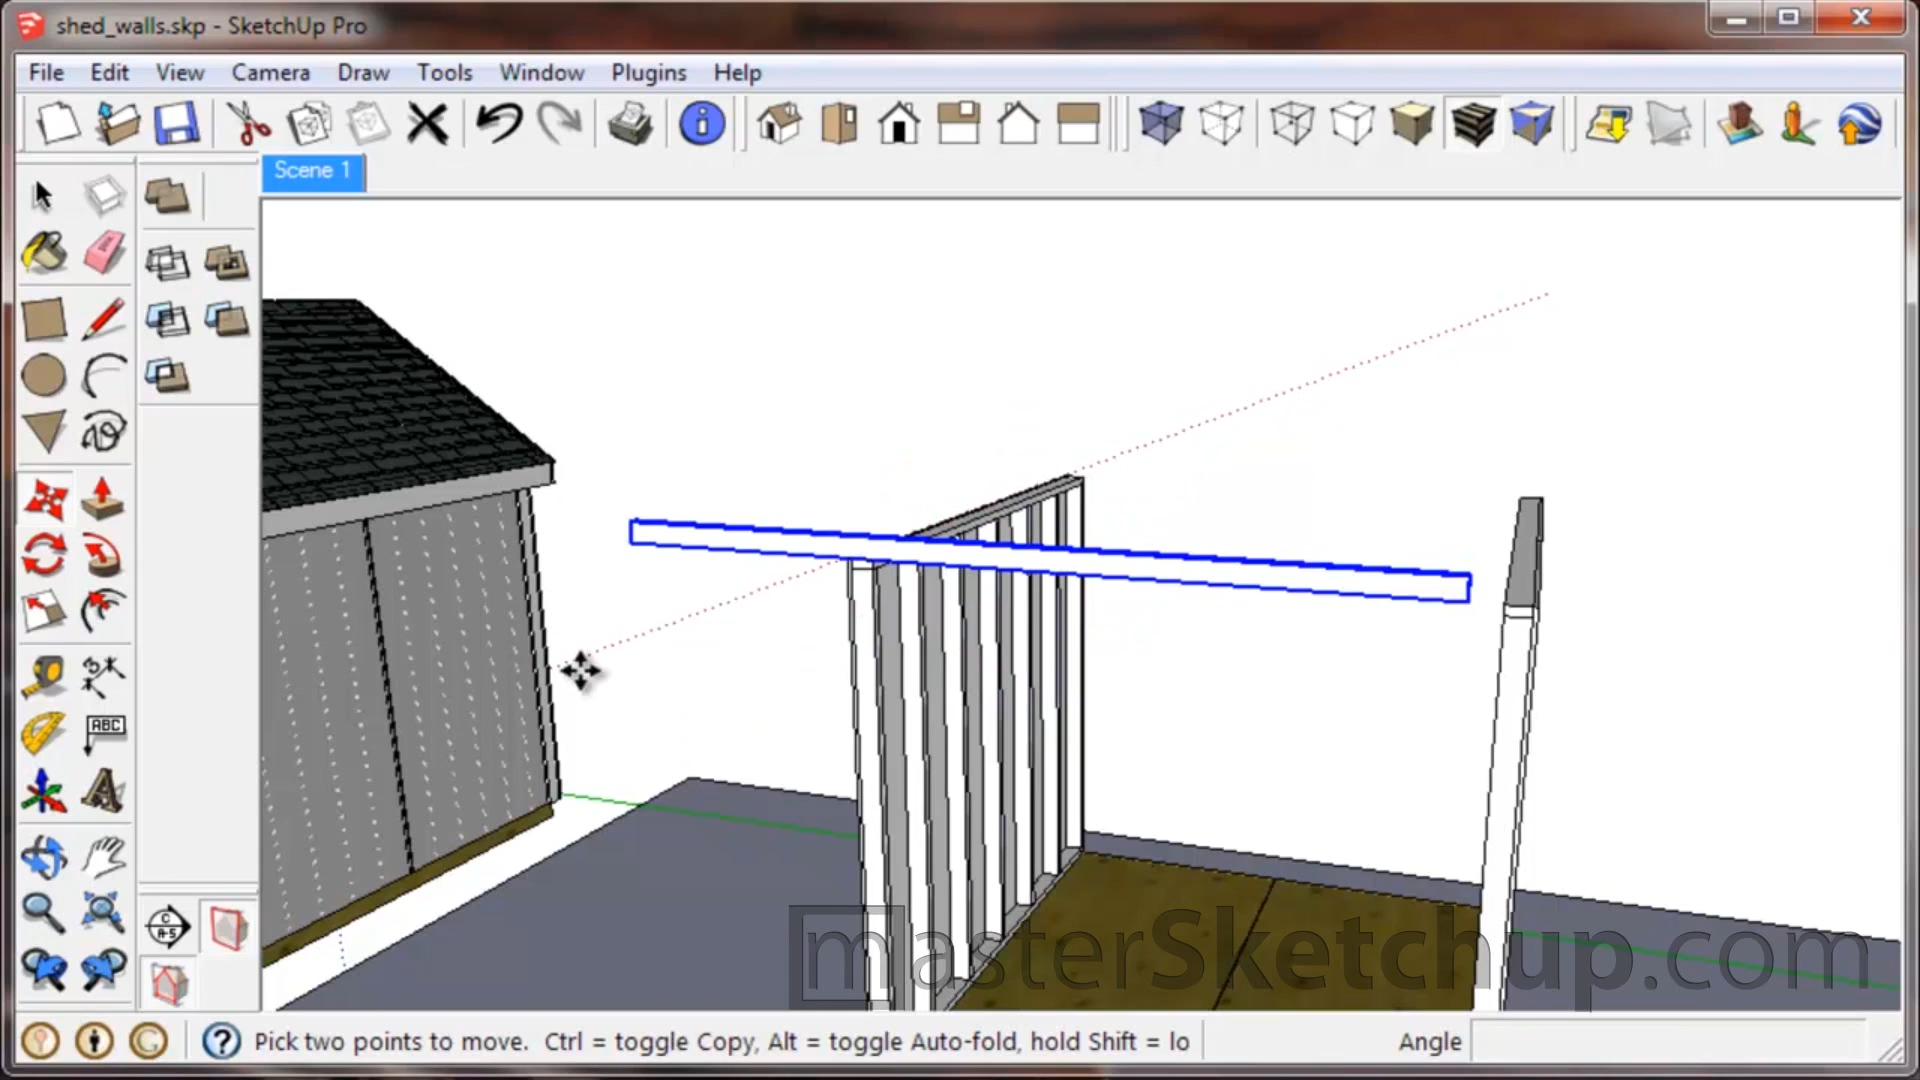 shed_walls.skp - SketchUp Pro
File Edit View Camera Draw Tools Window Plugins Help
Scene 1
ABC
C
A-5
masterSketchup.com
Pick two points to move. Ctrl = toggle Copy, Alt = toggle Auto-fold, hold Shift = lo
Angle